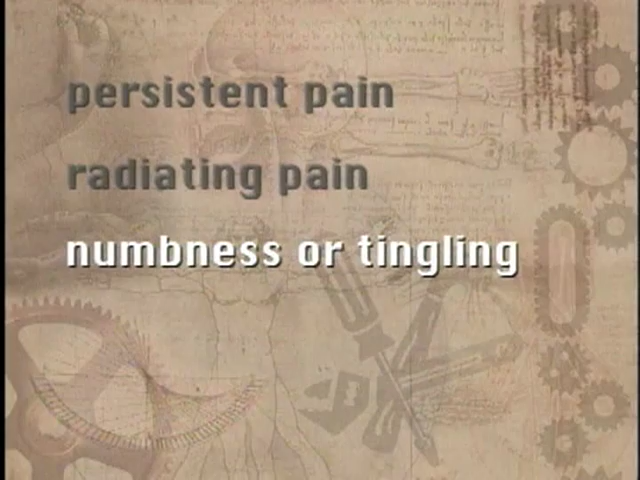 persistent pain
radiating pain
numbness or tingling